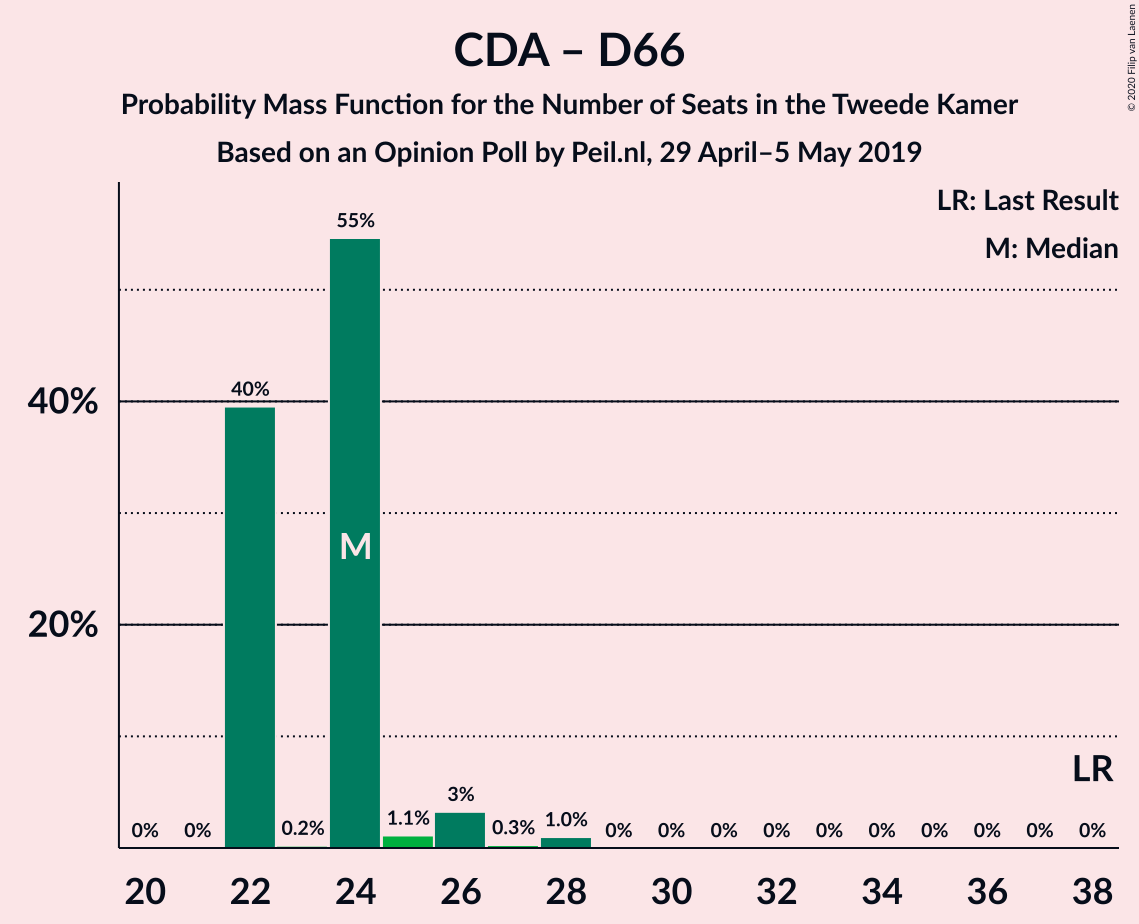 CDA – D66
Probability Mass Function for the Number of Seats in the Tweede Kamer
Based on an Opinion Poll by Peil.nl, 29 April–5 May 2019
© 2020 Filip van Laenen
LR: Last Result
M: Median
55%
40%
40%
M
20%
LR
0% 0% 0.2% 1.1% 3% 0.3% 1.0% 0% 0% 0% 0% 0% 0% 0% 0% 0% 0%
20 22 24 26 28 30 32 34 36 38